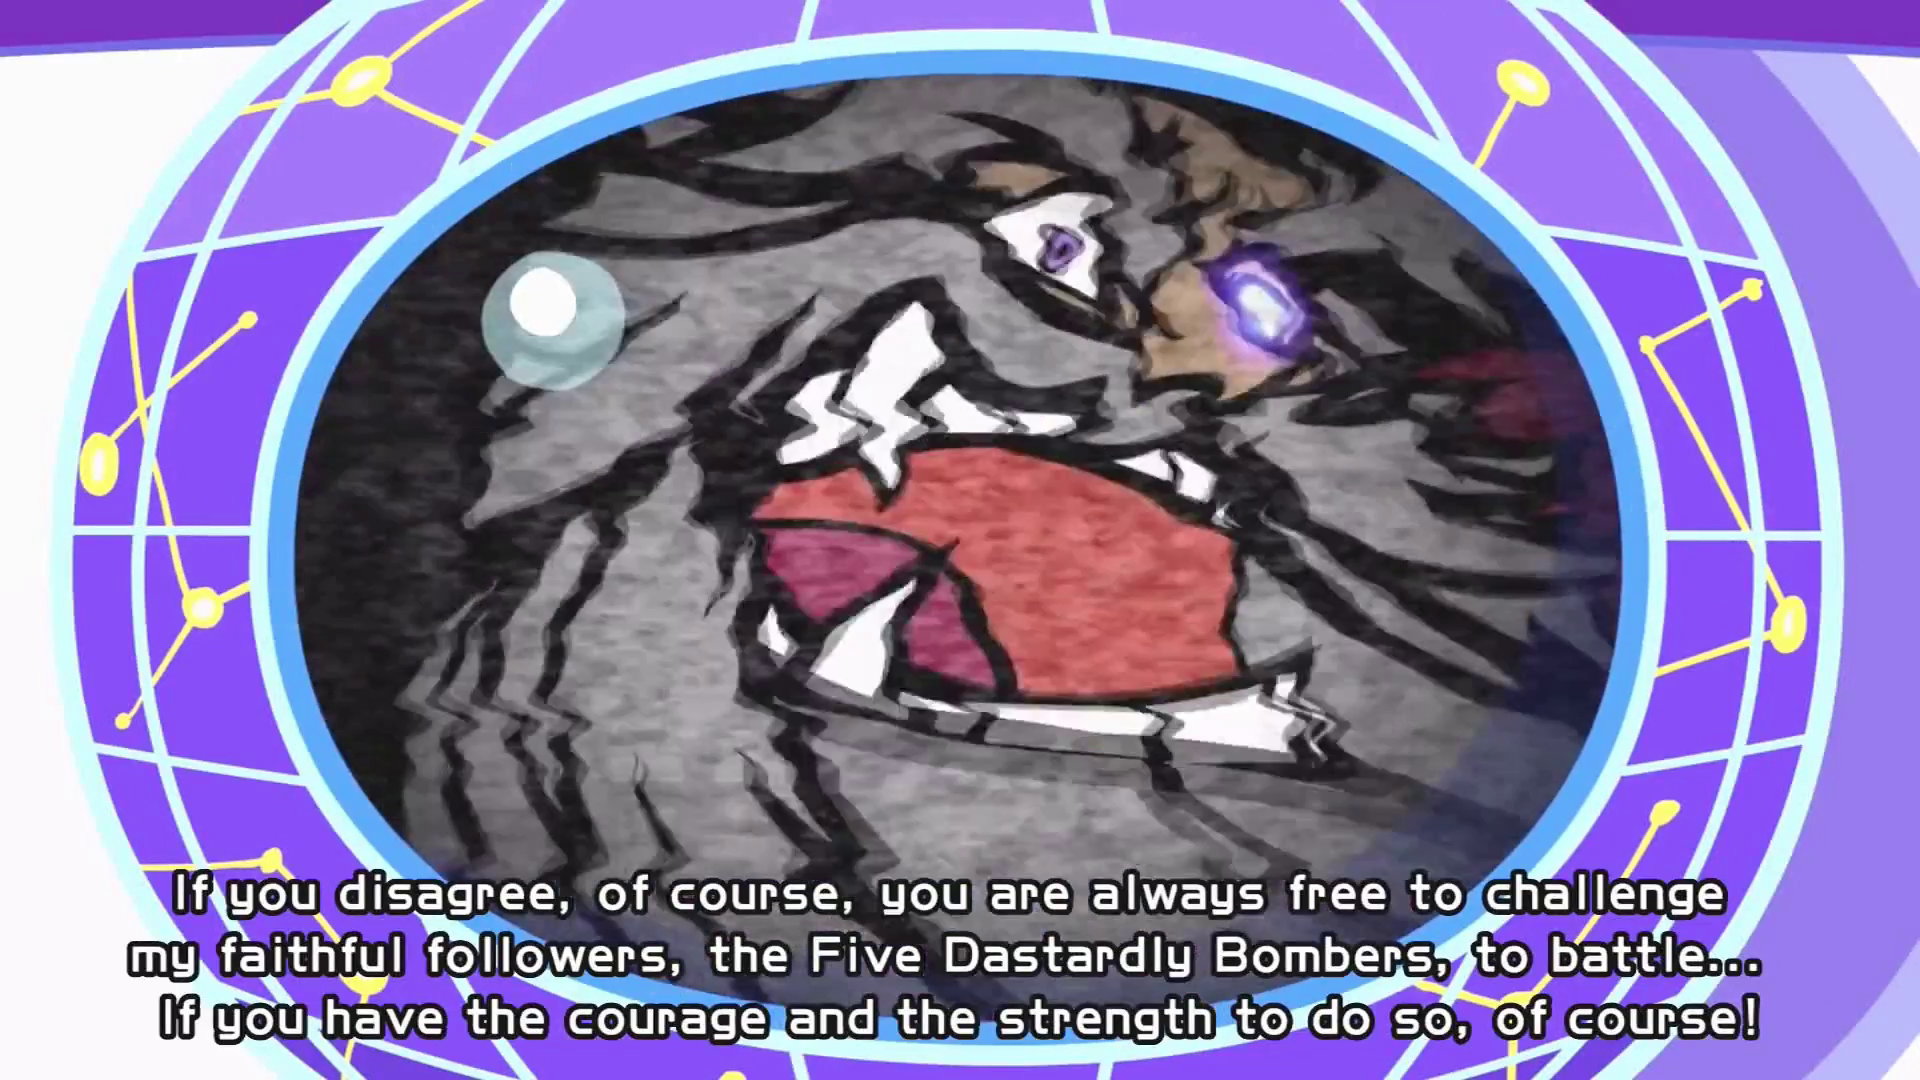 If you disagree, of course, you are always free to challenge
my faithful followers, the Five Dastardly Bombers, to battle...
If you have the courage and the strength to do so, of course!